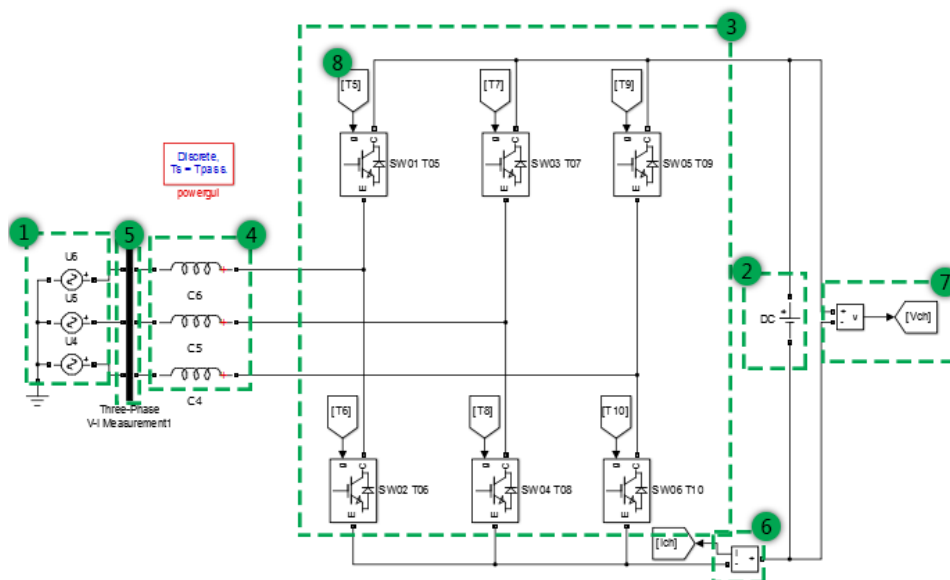 3
8
[T5]
[T7]
[T9]
g
C
E
SW01 T05
g
C
E
SW03 T07
g
C
E
SW05 T09
Discrete,
Ts = Tpass.
powergui
1
5
4
U6
U5
U4
C6
C5
C4
Three-Phase
V-I Measurement1
2
DC
+
7
+
-
v
[Vch]
[T6]
[T8]
[T10]
g
C
E
SW02 T06
g
C
E
SW04 T08
g
C
E
SW06 T10
[Ich]
6
i
+
-